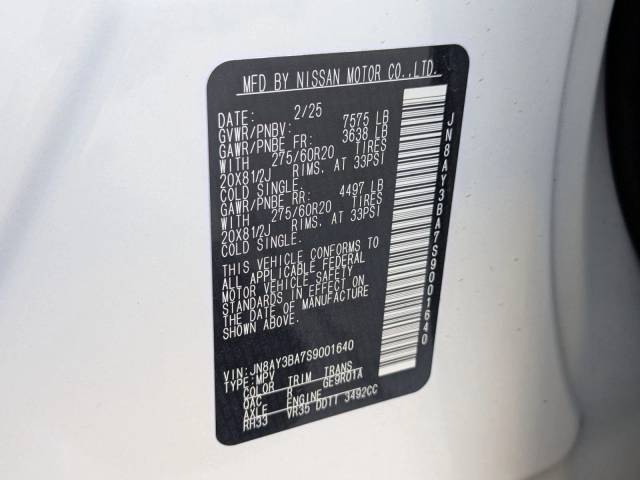 MFD BY NISSAN MOTOR CO.,LTD.
DATE: 2/25
GVWR/PNBV: 7575 LB
GAWR/PNBE FR: 3638 LB
WITH 275/60R20 TIRES
20X81/2J RIMS, AT 33PSI
COLD SINGLE.
GAWR/PNBE RR: 4497 LB
WITH 275/60R20 TIRES
20X81/2J RIMS, AT 33PSI
COLD SINGLE.
THIS VEHICLE CONFORMS TO
ALL APPLICABLE FEDERAL
MOTOR VEHICLE SAFETY
STANDARDS IN EFFECT ON
THE DATE OF MANUFACTURE
SHOWN ABOVE.
VIN: JN8AY3BA7S9001640
TYPE: MPV
COLOR TRIM TRANS
QAC R GE9R01A
AXLE ENGINE
RH33 VR35 DDTT 3492CC
JN8AY3BA7S9001640